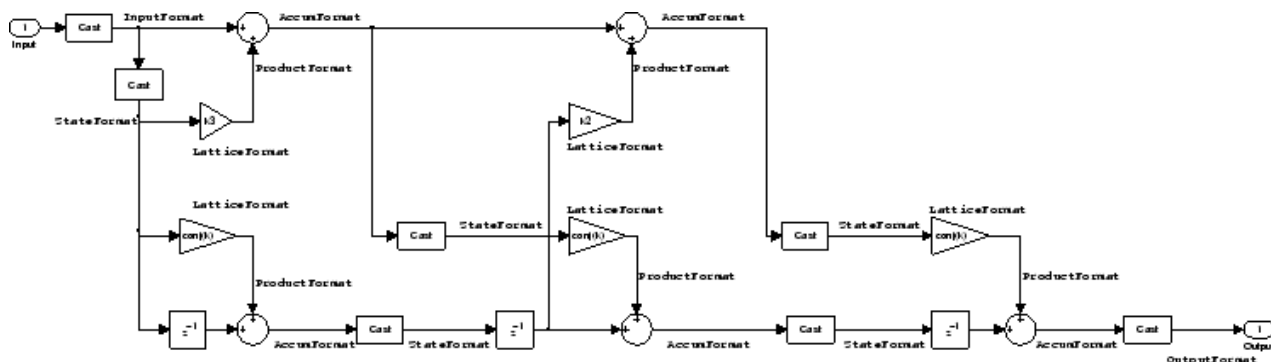 InputFormat
AccumFormat
AccumFormat
1
Input
Cast
+
+
+
+
ProductFormat
ProductFormat
Cast
StateFormat
k3
k2
LatticeFormat
LatticeFormat
LatticeFormat
LatticeFormat
LatticeFormat
conj(k)
Cast
StateFormat
conj(k)
Cast
StateFormat
conj(k)
ProductFormat
ProductFormat
ProductFormat
z^-1
+
+
Cast
z^-1
+
+
Cast
z^-1
+
+
Cast
1
Output
AccumFormat
StateFormat
AccumFormat
StateFormat
AccumFormat
OutputFormat